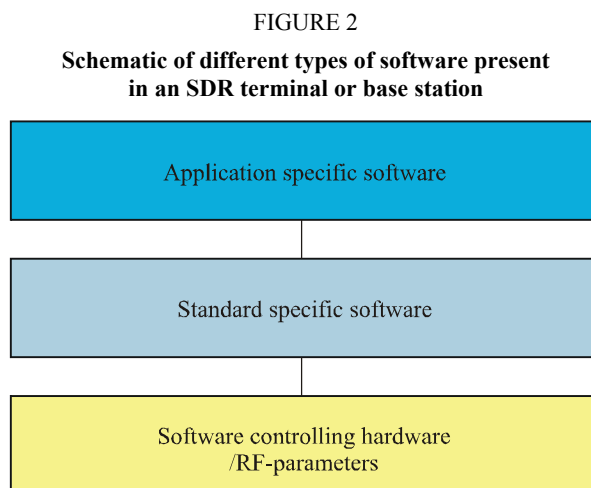 FIGURE 2
Schematic of different types of software present
in an SDR terminal or base station
Application specific software
Standard specific software
Software controlling hardware
/RF-parameters